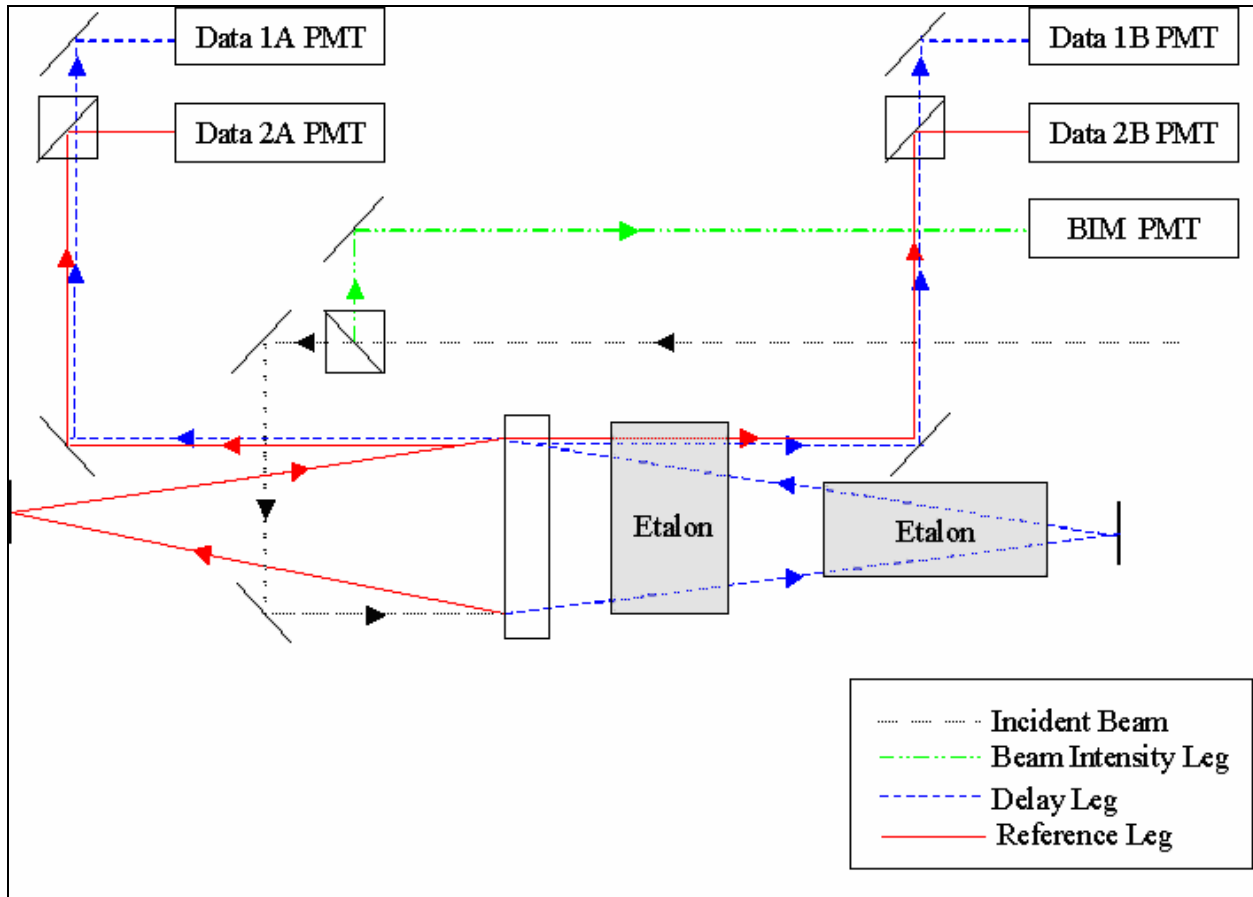 Data 1A PMT
Data 1B PMT
Data 2A PMT
Data 2B PMT
BIM PMT
Etalon
Etalon
Incident Beam
Beam Intensity Leg
Delay Leg
Reference Leg